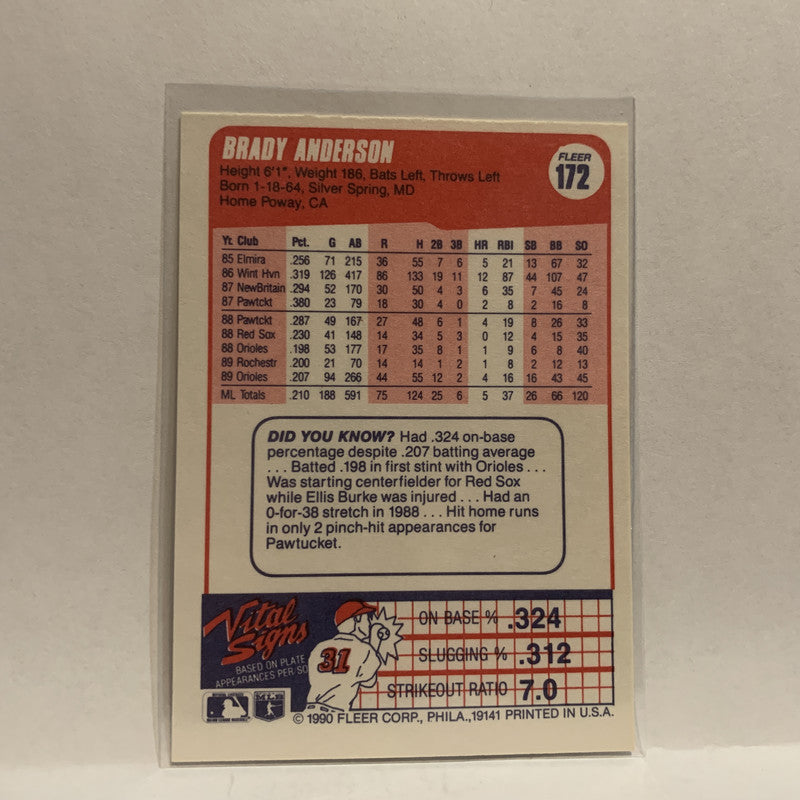 BRADY ANDERSON
FLEER
172
Height 6'1", Weight 186, Bats Left, Throws Left
Born 1-18-64, Silver Spring, MD
Home Poway, CA
Yr. Club Pct. G AB R H 2B 3B HR RBI SB BB SO
85 Elmira .256 71 215 36 55 7 6 5 21 13 67 32
86 Wint Hvn .319 126 417 86 133 19 11 12 87 44 107 47
87 NewBritain .294 52 170 30 50 4 3 6 35 7 45 24
87 Pawtckt .380 23 79 18 30 4 0 2 8 2 16 8
88 Pawtckt .287 49 167 27 48 6 1 4 19 8 26 33
88 Red Sox .230 41 148 14 34 5 3 0 12 4 15 35
88 Orioles .198 53 177 17 35 8 1 1 9 6 8 40
89 Rochestr .200 21 70 14 14 1 2 1 8 2 12 13
89 Orioles .207 94 266 44 55 12 2 4 16 16 43 45
ML Totals .210 188 591 75 124 25 6 5 37 26 66 120
DID YOU KNOW? Had .324 on-base
percentage despite .207 batting average
. . . Batted .198 in first stint with Orioles . . .
Was starting centerfielder for Red Sox
while Ellis Burke was injured . . . Had an
0-for-38 stretch in 1988 . . . Hit home runs
in only 2 pinch-hit appearances for
Pawtucket.
Vital
Signs
BASED ON PLATE
APPEARANCES PER SO
31
ON BASE % .324
SLUGGING % .312
STRIKEOUT RATIO 7.0
© 1990 FLEER CORP., PHILA.,19141 PRINTED IN U.S.A.